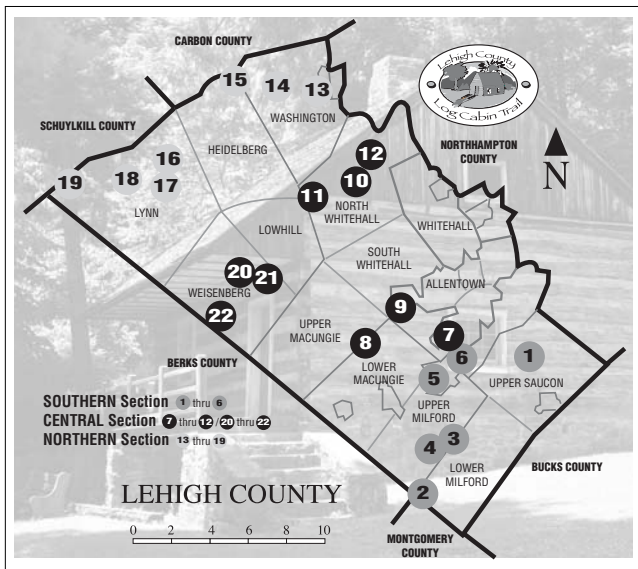 CARBON COUNTY
Lehigh County
Log Cabin Trail
15
14
13
WASHINGTON
SCHUYLKILL COUNTY
HEIDELBERG
NORTHAMPTON
COUNTY
N
16
12
19
18
17
10
11
LYNN
NORTH
WHITEHALL
LOWHILL
WHITEHALL
SOUTH
WHITEHALL
20
21
ALLENTOWN
WEISENBERG
22
9
UPPER
MACUNGIE
7
8
6
1
BERKS COUNTY
LOWER
MACUNGIE
5
UPPER SAUCON
SOUTHERN Section 1 thru 6
CENTRAL Section 7 thru 12 / 20 thru 22
NORTHERN Section 13 thru 19
UPPER
MILFORD
4
3
LOWER
MILFORD
BUCKS COUNTY
LEHIGH COUNTY
2
0 2 4 6 8 10
MONTGOMERY
COUNTY